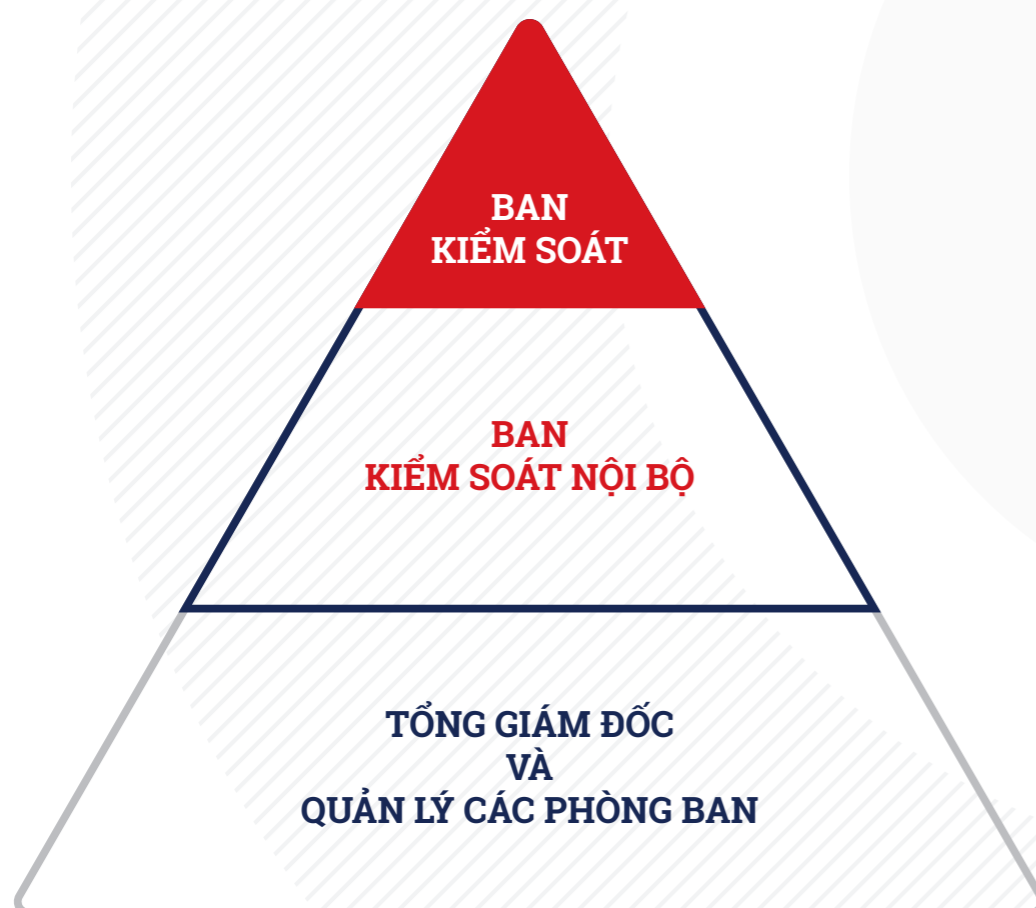 BAN
KIỂM SOÁT
BAN
KIỂM SOÁT NỘI BỘ
TỔNG GIÁM ĐỐC
VÀ
QUẢN LÝ CÁC PHÒNG BAN